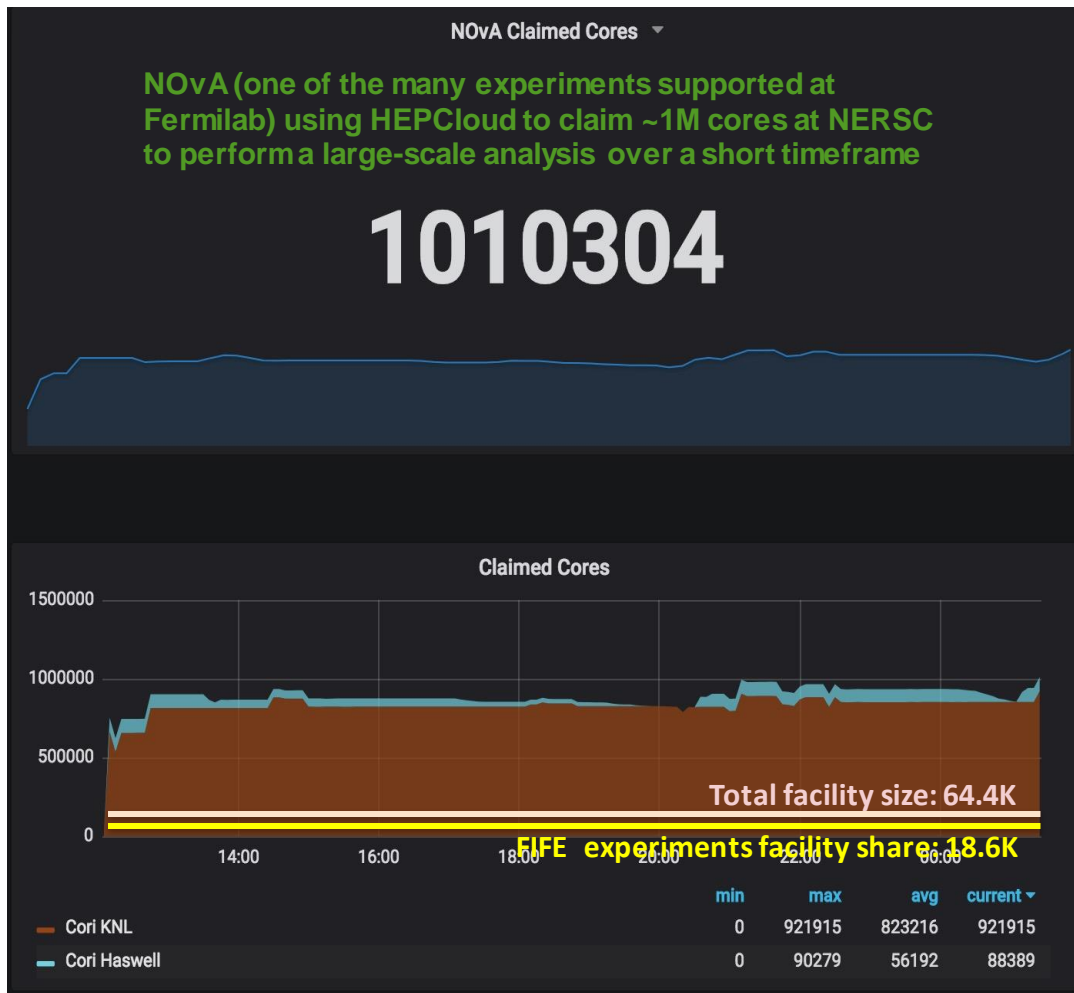 NOvA Claimed Cores
NOvA (one of the many experiments supported at
Fermilab) using HEPCloud to claim ~1M cores at NERSC
to perform a large-scale analysis over a short timeframe
1010304
Claimed Cores
1500000
1000000
500000
0
Total facility size: 64.4K
FIFE experiments facility share: 18.6K
14:00 16:00 18:00 20:00 22:00 00:00
min max avg current
Cori KNL 0 921915 823216 921915
Cori Haswell 0 90279 56192 88389